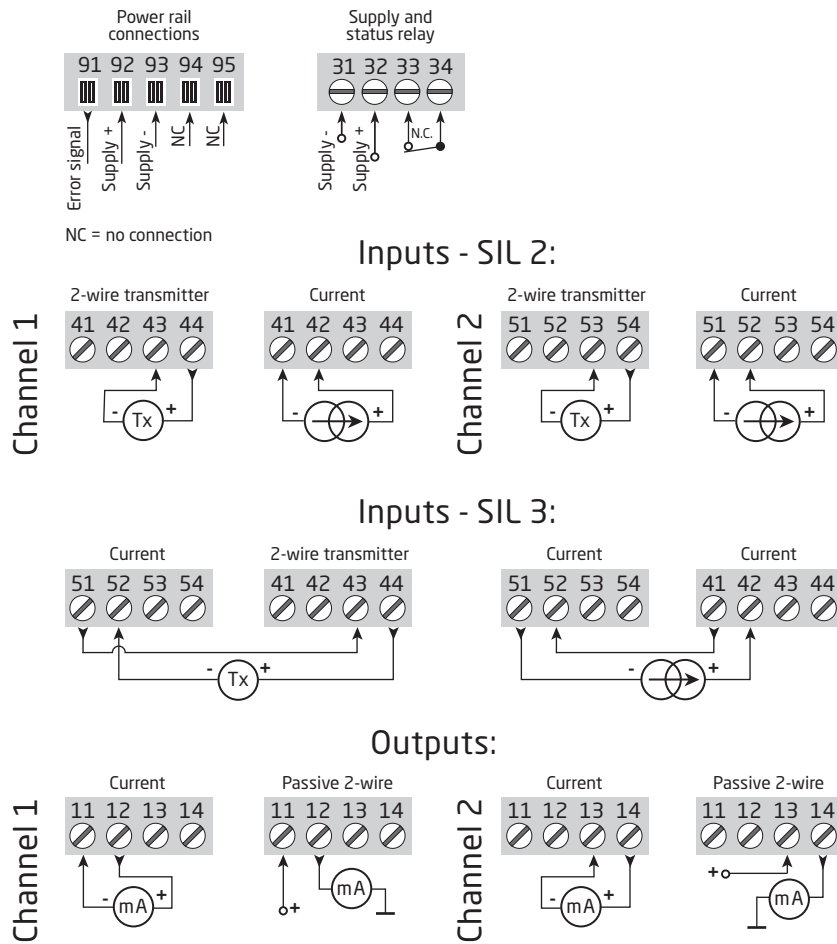 Power rail
connections
91 92 93 94 95
Error signal
Supply +
Supply -
NC
NC
NC = no connection
Supply and
status relay
31 32 33 34
Supply -
Supply +
N.C.
Inputs - SIL 2:
Channel 1
2-wire transmitter
41 42 43 44
- Tx +
Current
41 42 43 44
- +
Channel 2
2-wire transmitter
51 52 53 54
- Tx +
Current
51 52 53 54
- +
Inputs - SIL 3:
Current
51 52 53 54
2-wire transmitter
41 42 43 44
- Tx +
Current
51 52 53 54
Current
41 42 43 44
- +
Outputs:
Channel 1
Current
11 12 13 14
- mA +
Passive 2-wire
11 12 13 14
mA
+
Channel 2
Current
11 12 13 14
- mA +
Passive 2-wire
11 12 13 14
+
mA